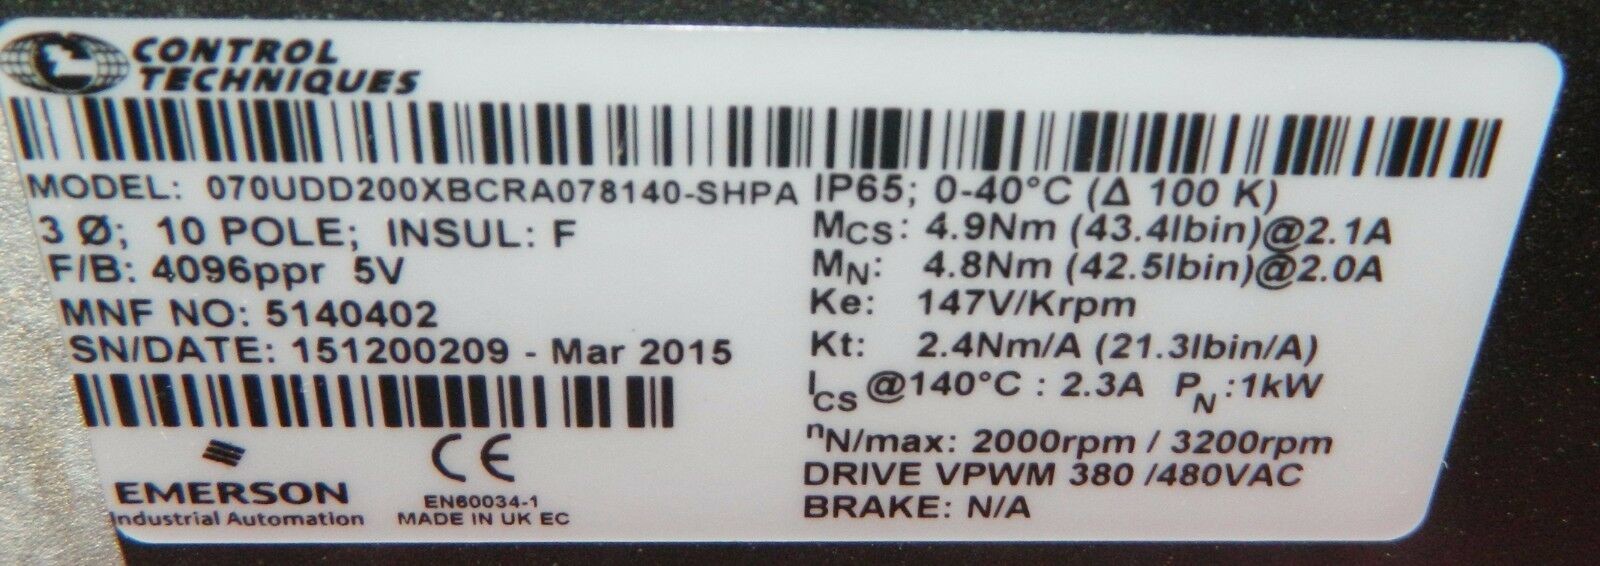 CONTROL
TECHNIQUES
MODEL: 070UDD200XBCRA078140-SHPA
3 Ø; 10 POLE; INSUL: F
F/B: 4096ppr 5V
MNF NO: 5140402
SN/DATE: 151200209 - Mar 2015
EMERSON
Industrial Automation
CE
EN60034-1
MADE IN UK EC
IP65; 0-40°C (Δ 100 K)
MCS: 4.9Nm (43.4lbin)@2.1A
MN: 4.8Nm (42.5lbin)@2.0A
Ke: 147V/Krpm
Kt: 2.4Nm/A (21.3lbin/A)
ICS @140°C : 2.3A PN:1kW
nN/max: 2000rpm / 3200rpm
DRIVE VPWM 380 /480VAC
BRAKE: N/A